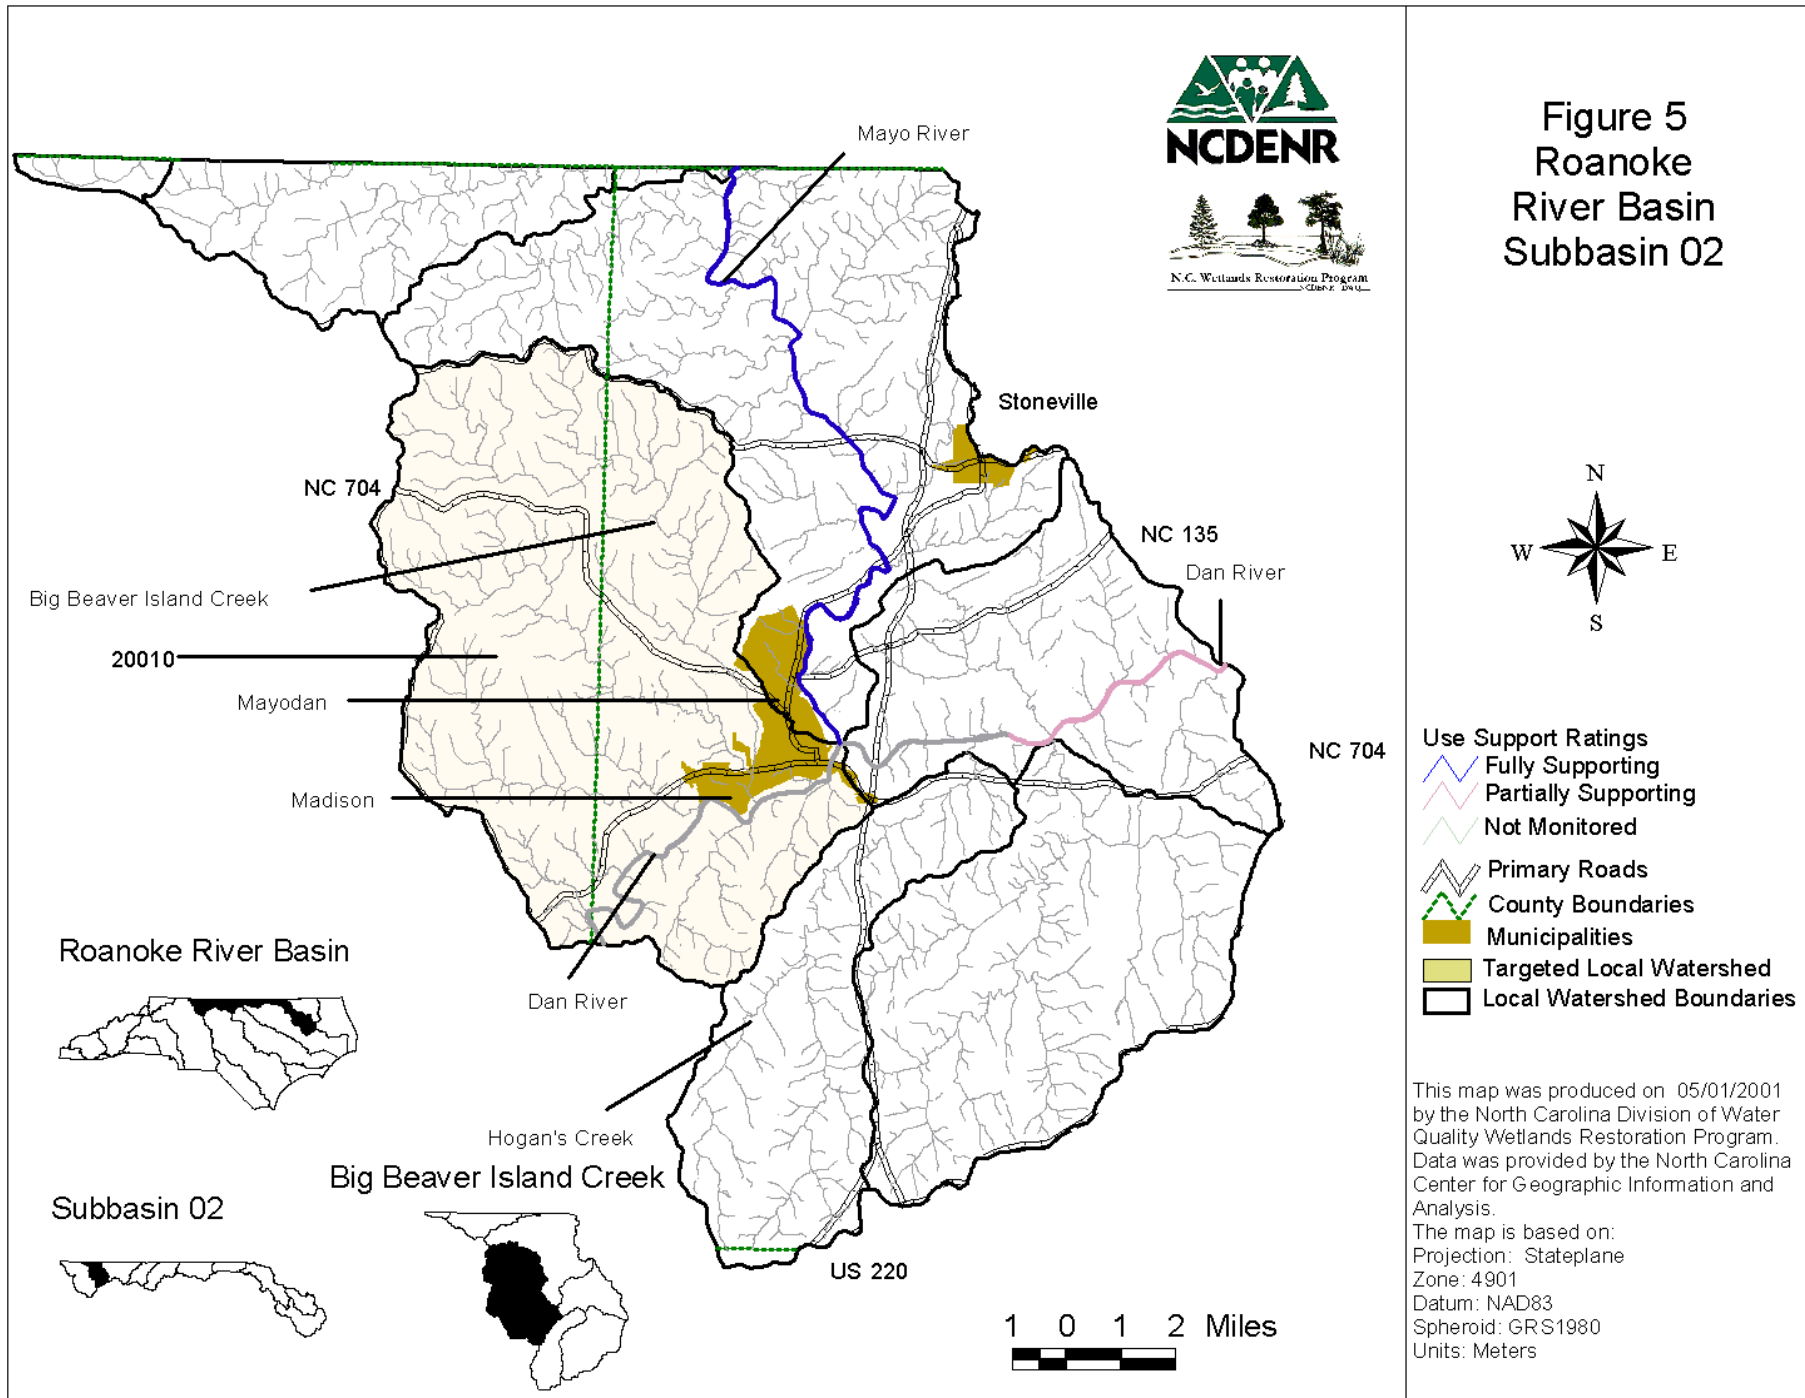 Figure 5
Roanoke
River Basin
Subbasin 02
NCDENR
N.C. Wetlands Restoration Program
NCDENR DWQ
Mayo River
Stoneville
NC 704
NC 135
Dan River
Big Beaver Island Creek
20010
Mayodan
Madison
NC 704
Dan River
Hogan's Creek
US 220
N
W
E
S
Use Support Ratings
Fully Supporting
Partially Supporting
Not Monitored
Primary Roads
County Boundaries
Municipalities
Targeted Local Watershed
Local Watershed Boundaries
Roanoke River Basin
Subbasin 02
Big Beaver Island Creek
1 0 1 2 Miles
This map was produced on 05/01/2001
by the North Carolina Division of Water
Quality Wetlands Restoration Program.
Data was provided by the North Carolina
Center for Geographic Information and
Analysis.
The map is based on:
Projection: Stateplane
Zone: 4901
Datum: NAD83
Spheroid: GRS1980
Units: Meters